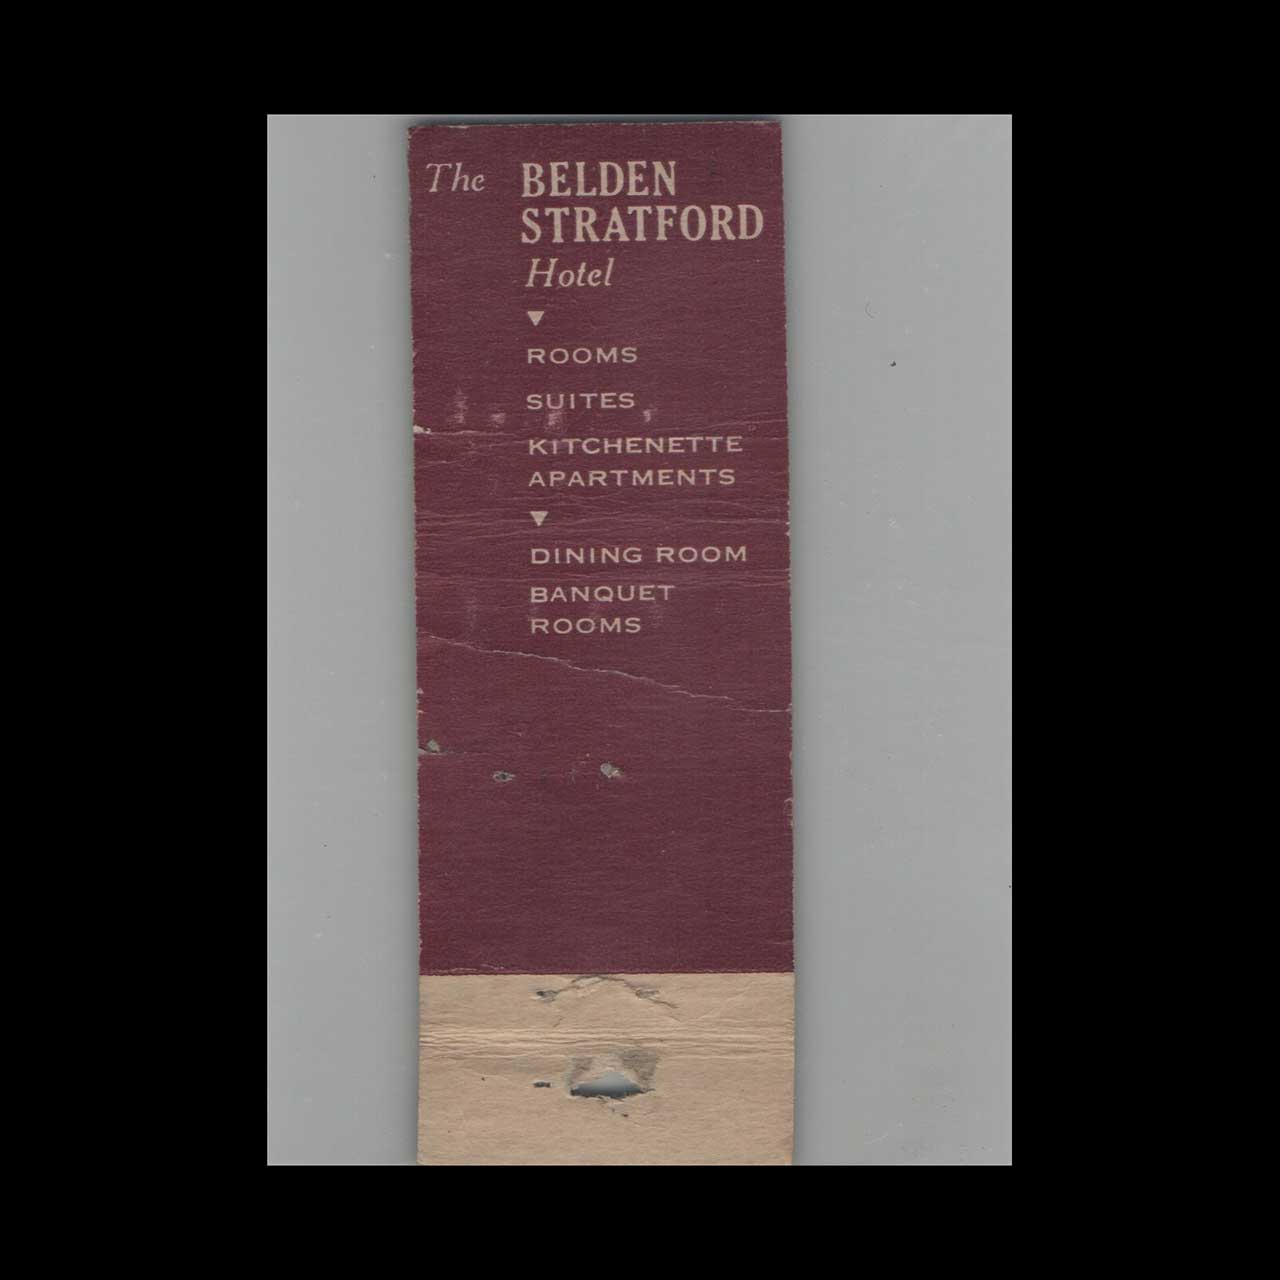 The BELDEN
STRATFORD
Hotel
ROOMS
SUITES
KITCHENETTE
APARTMENTS
DINING ROOM
BANQUET
ROOMS